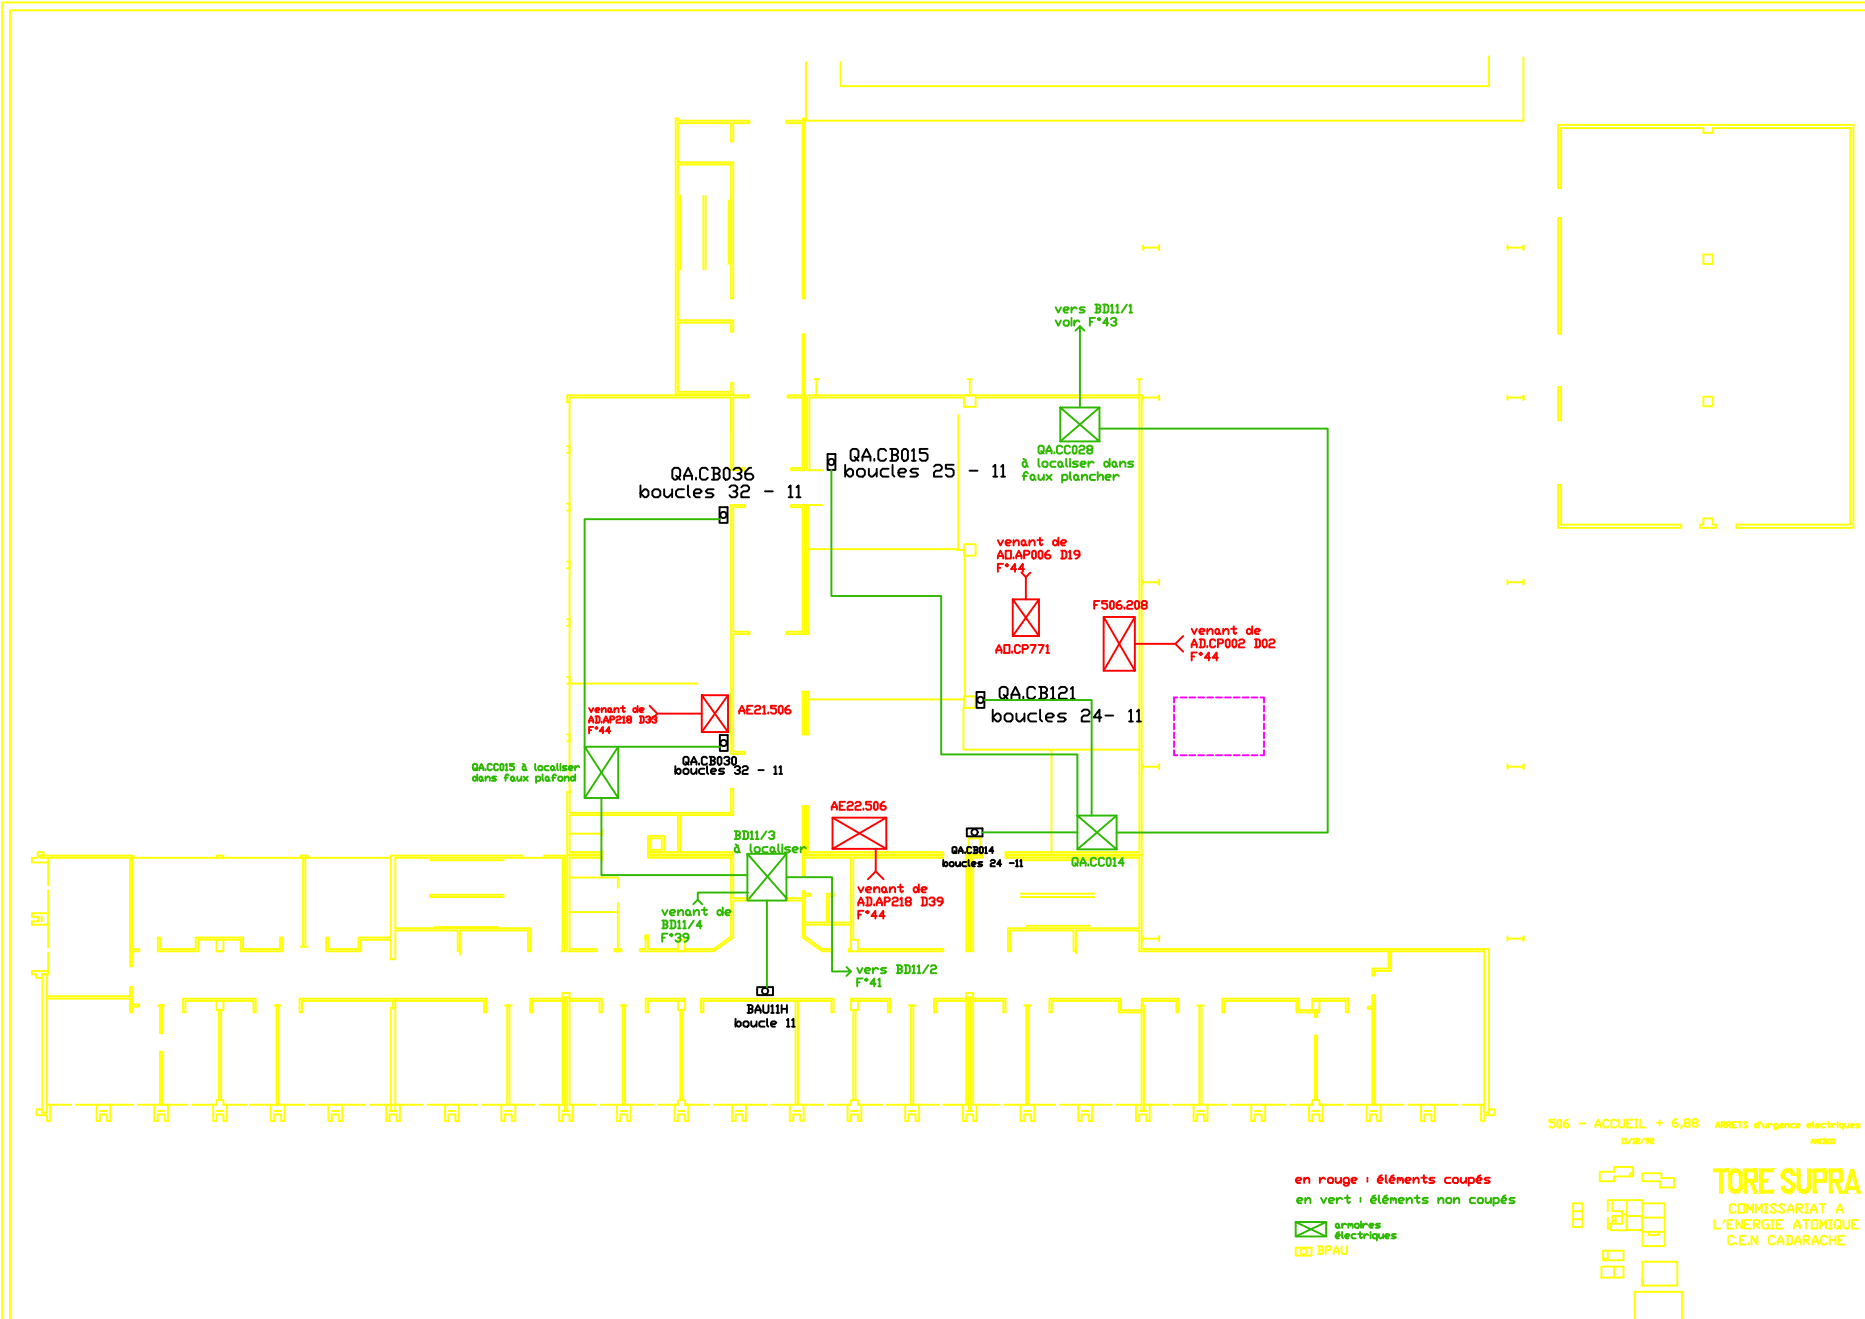 vers BD11/1
voir F°43
QA.CC028
à localiser dans
faux plancher
QA.CB015
boucles 25 - 11
QA.CB036
boucles 32 - 11
venant de
AD.AP006 D19
F°44
AD.CP771
F506.208
venant de
AD.CP002 D02
F°44
QA.CB121
boucles 24- 11
venant de
AD.AP218 D33
F°44
AE21.506
QA.CB030
boucles 32 - 11
QA.CC015 à localiser
dans faux plafond
AE22.506
BD11/3
à localiser
QA.CB014
boucles 24 -11
QA.CC014
venant de
AD.AP218 D39
F°44
venant de
BD11/4
F°39
vers BD11/2
F°41
BAU11H
boucle 11
506 - ACCUEIL + 6,88
ARRETS d'urgence electriques
en rouge : éléments coupés
en vert : éléments non coupés
armoires
électriques
BPAU
TORE SUPRA
COMMISSARIAT A
L'ENERGIE ATOMIQUE
C.E.N CADARACHE